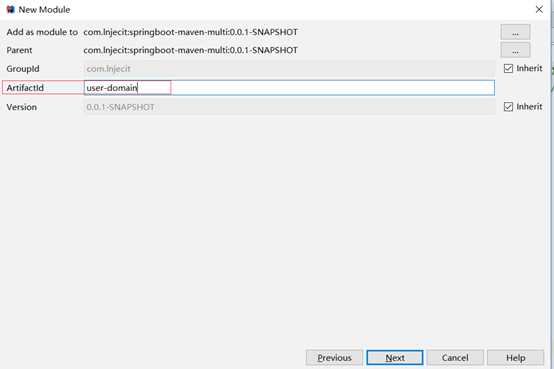 New Module
Add as module to com.lnjecit:springboot-maven-multi:0.0.1-SNAPSHOT ...
Parent com.lnjecit:springboot-maven-multi:0.0.1-SNAPSHOT ...
GroupId com.lnjecit Inherit
ArtifactId user-domain
Version 0.0.1-SNAPSHOT Inherit
Previous Next Cancel Help